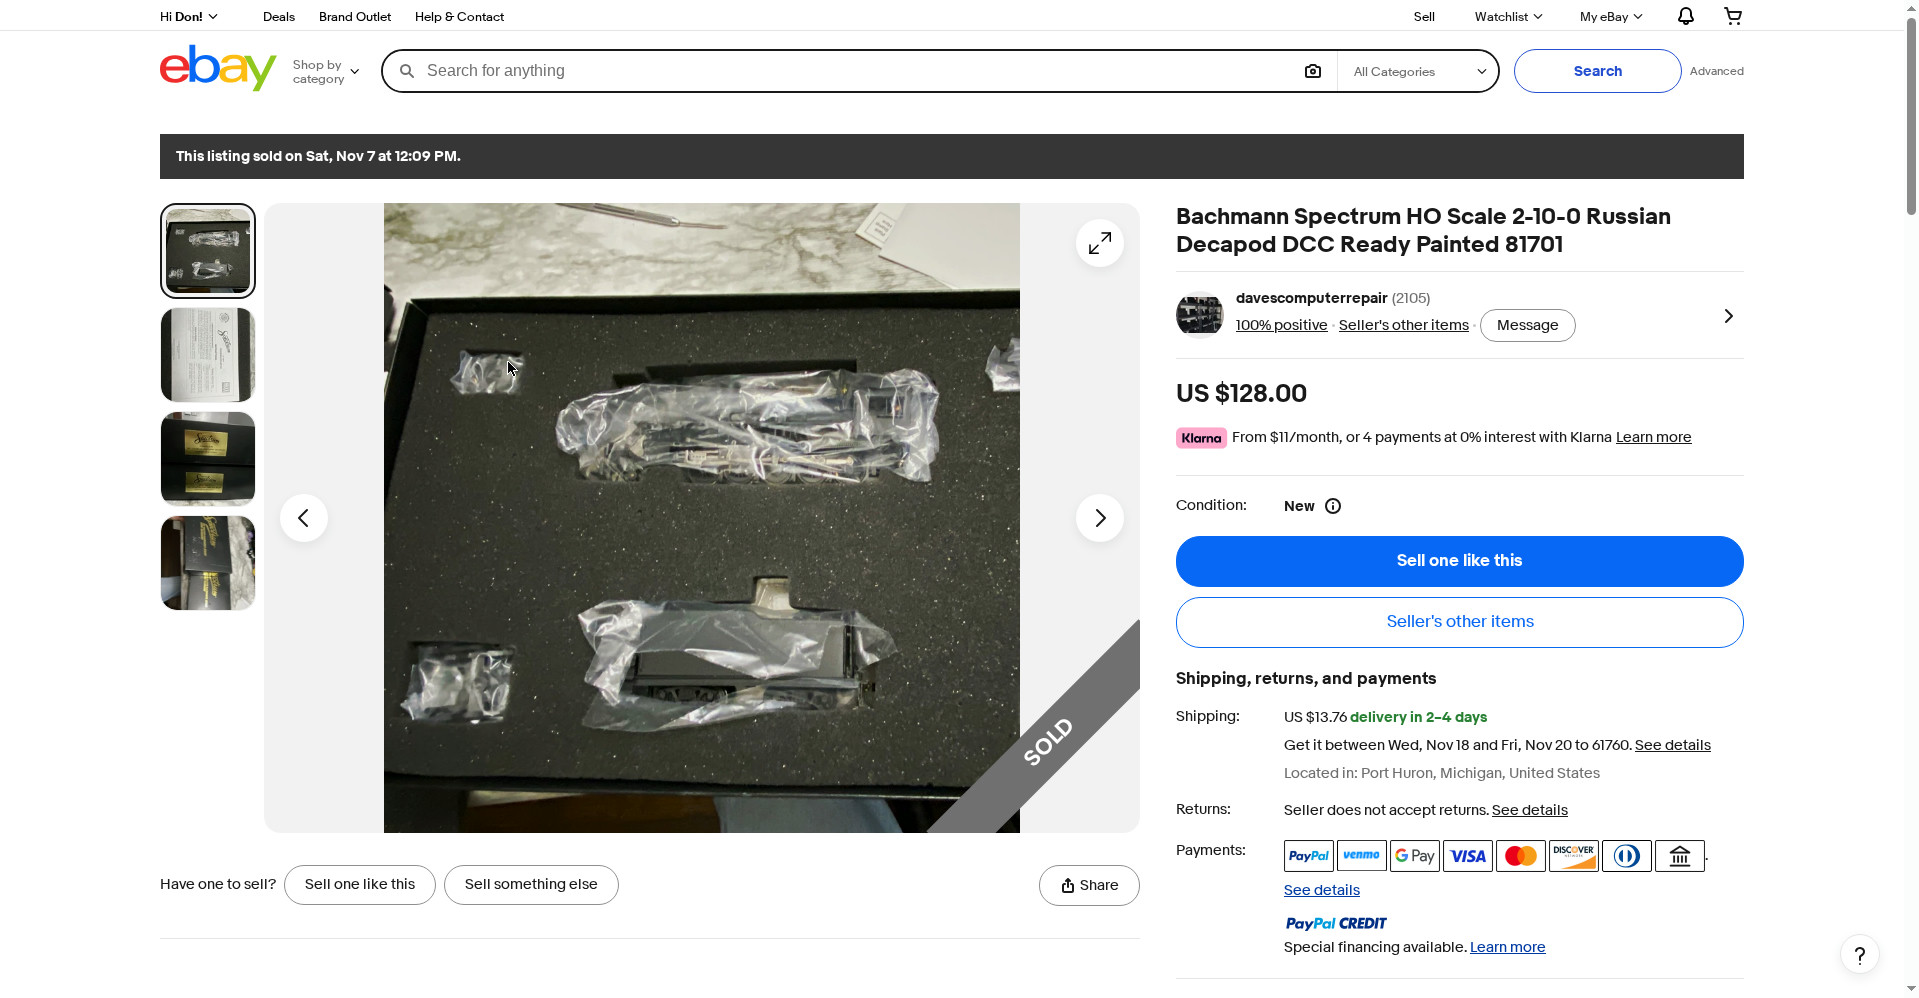 Hi Don!
Deals
Brand Outlet
Help & Contact
Sell
Watchlist
My eBay
ebay
Shop by
category
Search for anything
All Categories
Search
Advanced
This listing sold on Sat, Nov 7 at 12:09 PM.
Bachmann Spectrum HO Scale 2-10-0 Russian
Decapod DCC Ready Painted 81701
davescomputerrepair (2105)
100% positive · Seller's other items · Message
US $128.00
Klarna From $11/month, or 4 payments at 0% interest with Klarna Learn more
Condition: New
Sell one like this
Seller's other items
Shipping, returns, and payments
Shipping: US $13.76 delivery in 2–4 days
Get it between Wed, Nov 18 and Fri, Nov 20 to 61760. See details
Located in: Port Huron, Michigan, United States
Returns: Seller does not accept returns. See details
Payments: PayPal venmo G Pay VISA DISCOVER .
See details
PayPal CREDIT
Special financing available. Learn more
SOLD
Have one to sell? Sell one like this Sell something else Share
?